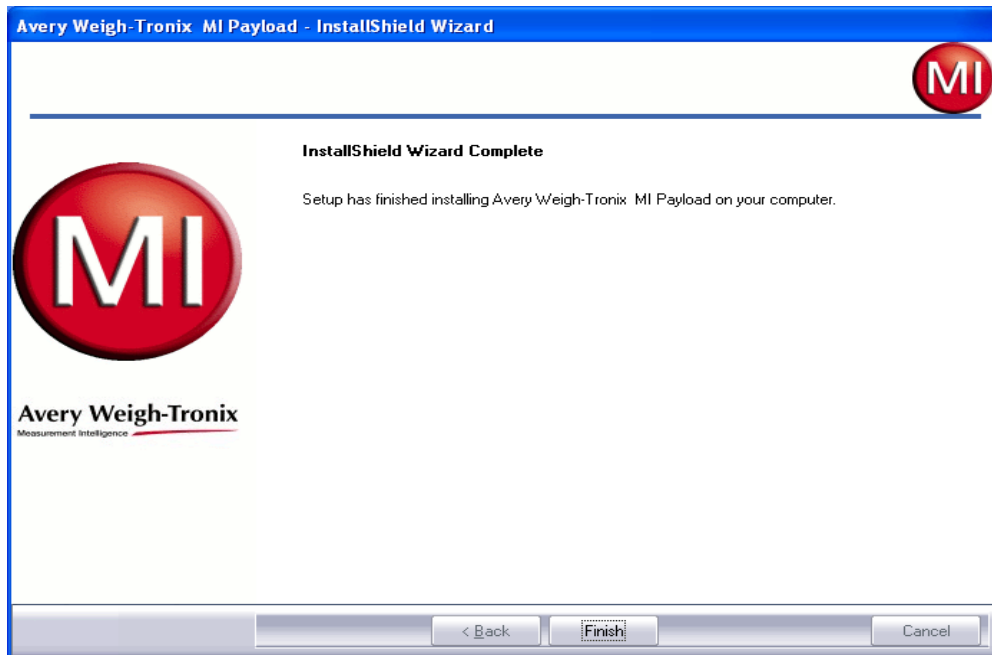 Avery Weigh-Tronix MI Payload - InstallShield Wizard
MI
InstallShield Wizard Complete
Setup has finished installing Avery Weigh-Tronix MI Payload on your computer.
MI
Avery Weigh-Tronix
Measurement Intelligence
< Back
Finish
Cancel